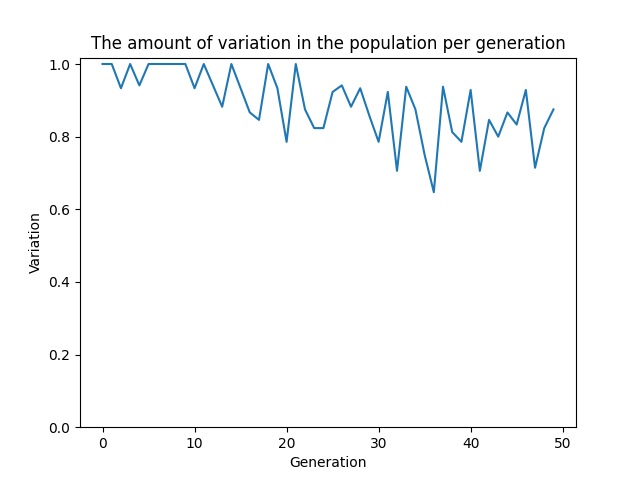 The amount of variation in the population per generation
1.0
0.8
0.6
0.4
0.2
0.0
Variation
0 10 20 30 40 50
Generation